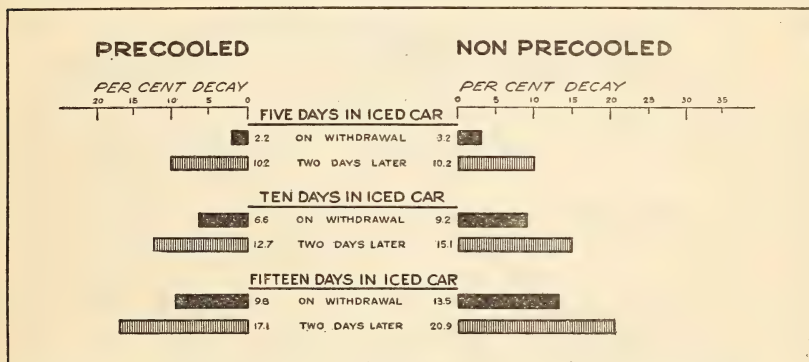 PRECOOLED NON PRECOOLED
PER CENT DECAY PER CENT DECAY
20 15 10 5 0 0 5 10 15 20 25 30 35
FIVE DAYS IN ICED CAR
2.2 ON WITHDRAWAL 3.2
10.2 TWO DAYS LATER 10.2
TEN DAYS IN ICED CAR
6.6 ON WITHDRAWAL 9.2
12.7 TWO DAYS LATER 15.1
FIFTEEN DAYS IN ICED CAR
9.8 ON WITHDRAWAL 13.5
17.1 TWO DAYS LATER 20.9